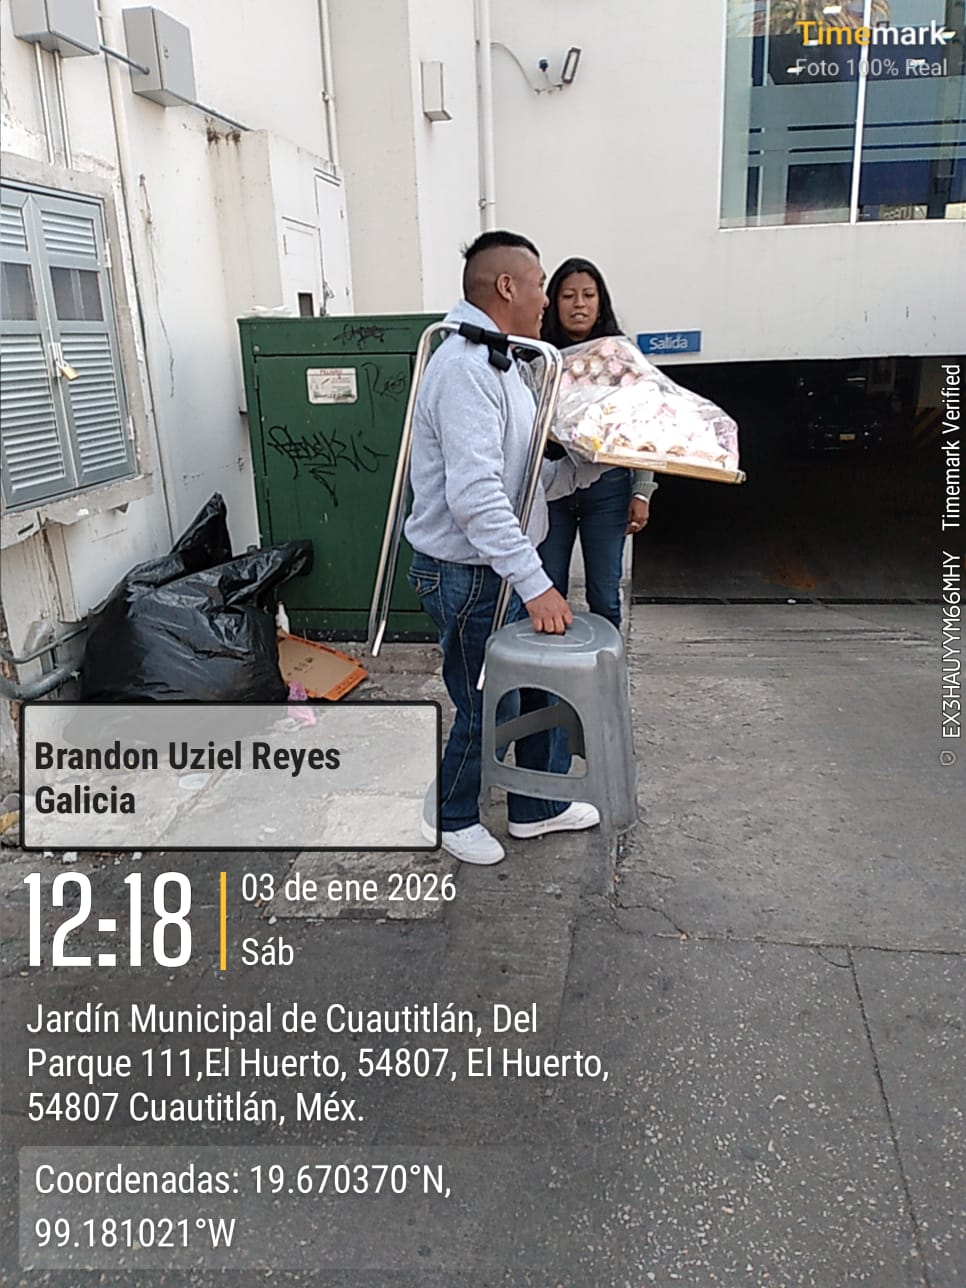 Timemark
Foto 100% Real
Salida
PELIGRO
Brandon Uziel Reyes
Galicia
12:18
03 de ene 2026
Sáb
Jardín Municipal de Cuautitlán, Del
Parque 111,El Huerto, 54807, El Huerto,
54807 Cuautitlán, Méx.
Coordenadas: 19.670370°N,
99.181021°W
EX3HAUYYM66MHY Timemark Verified